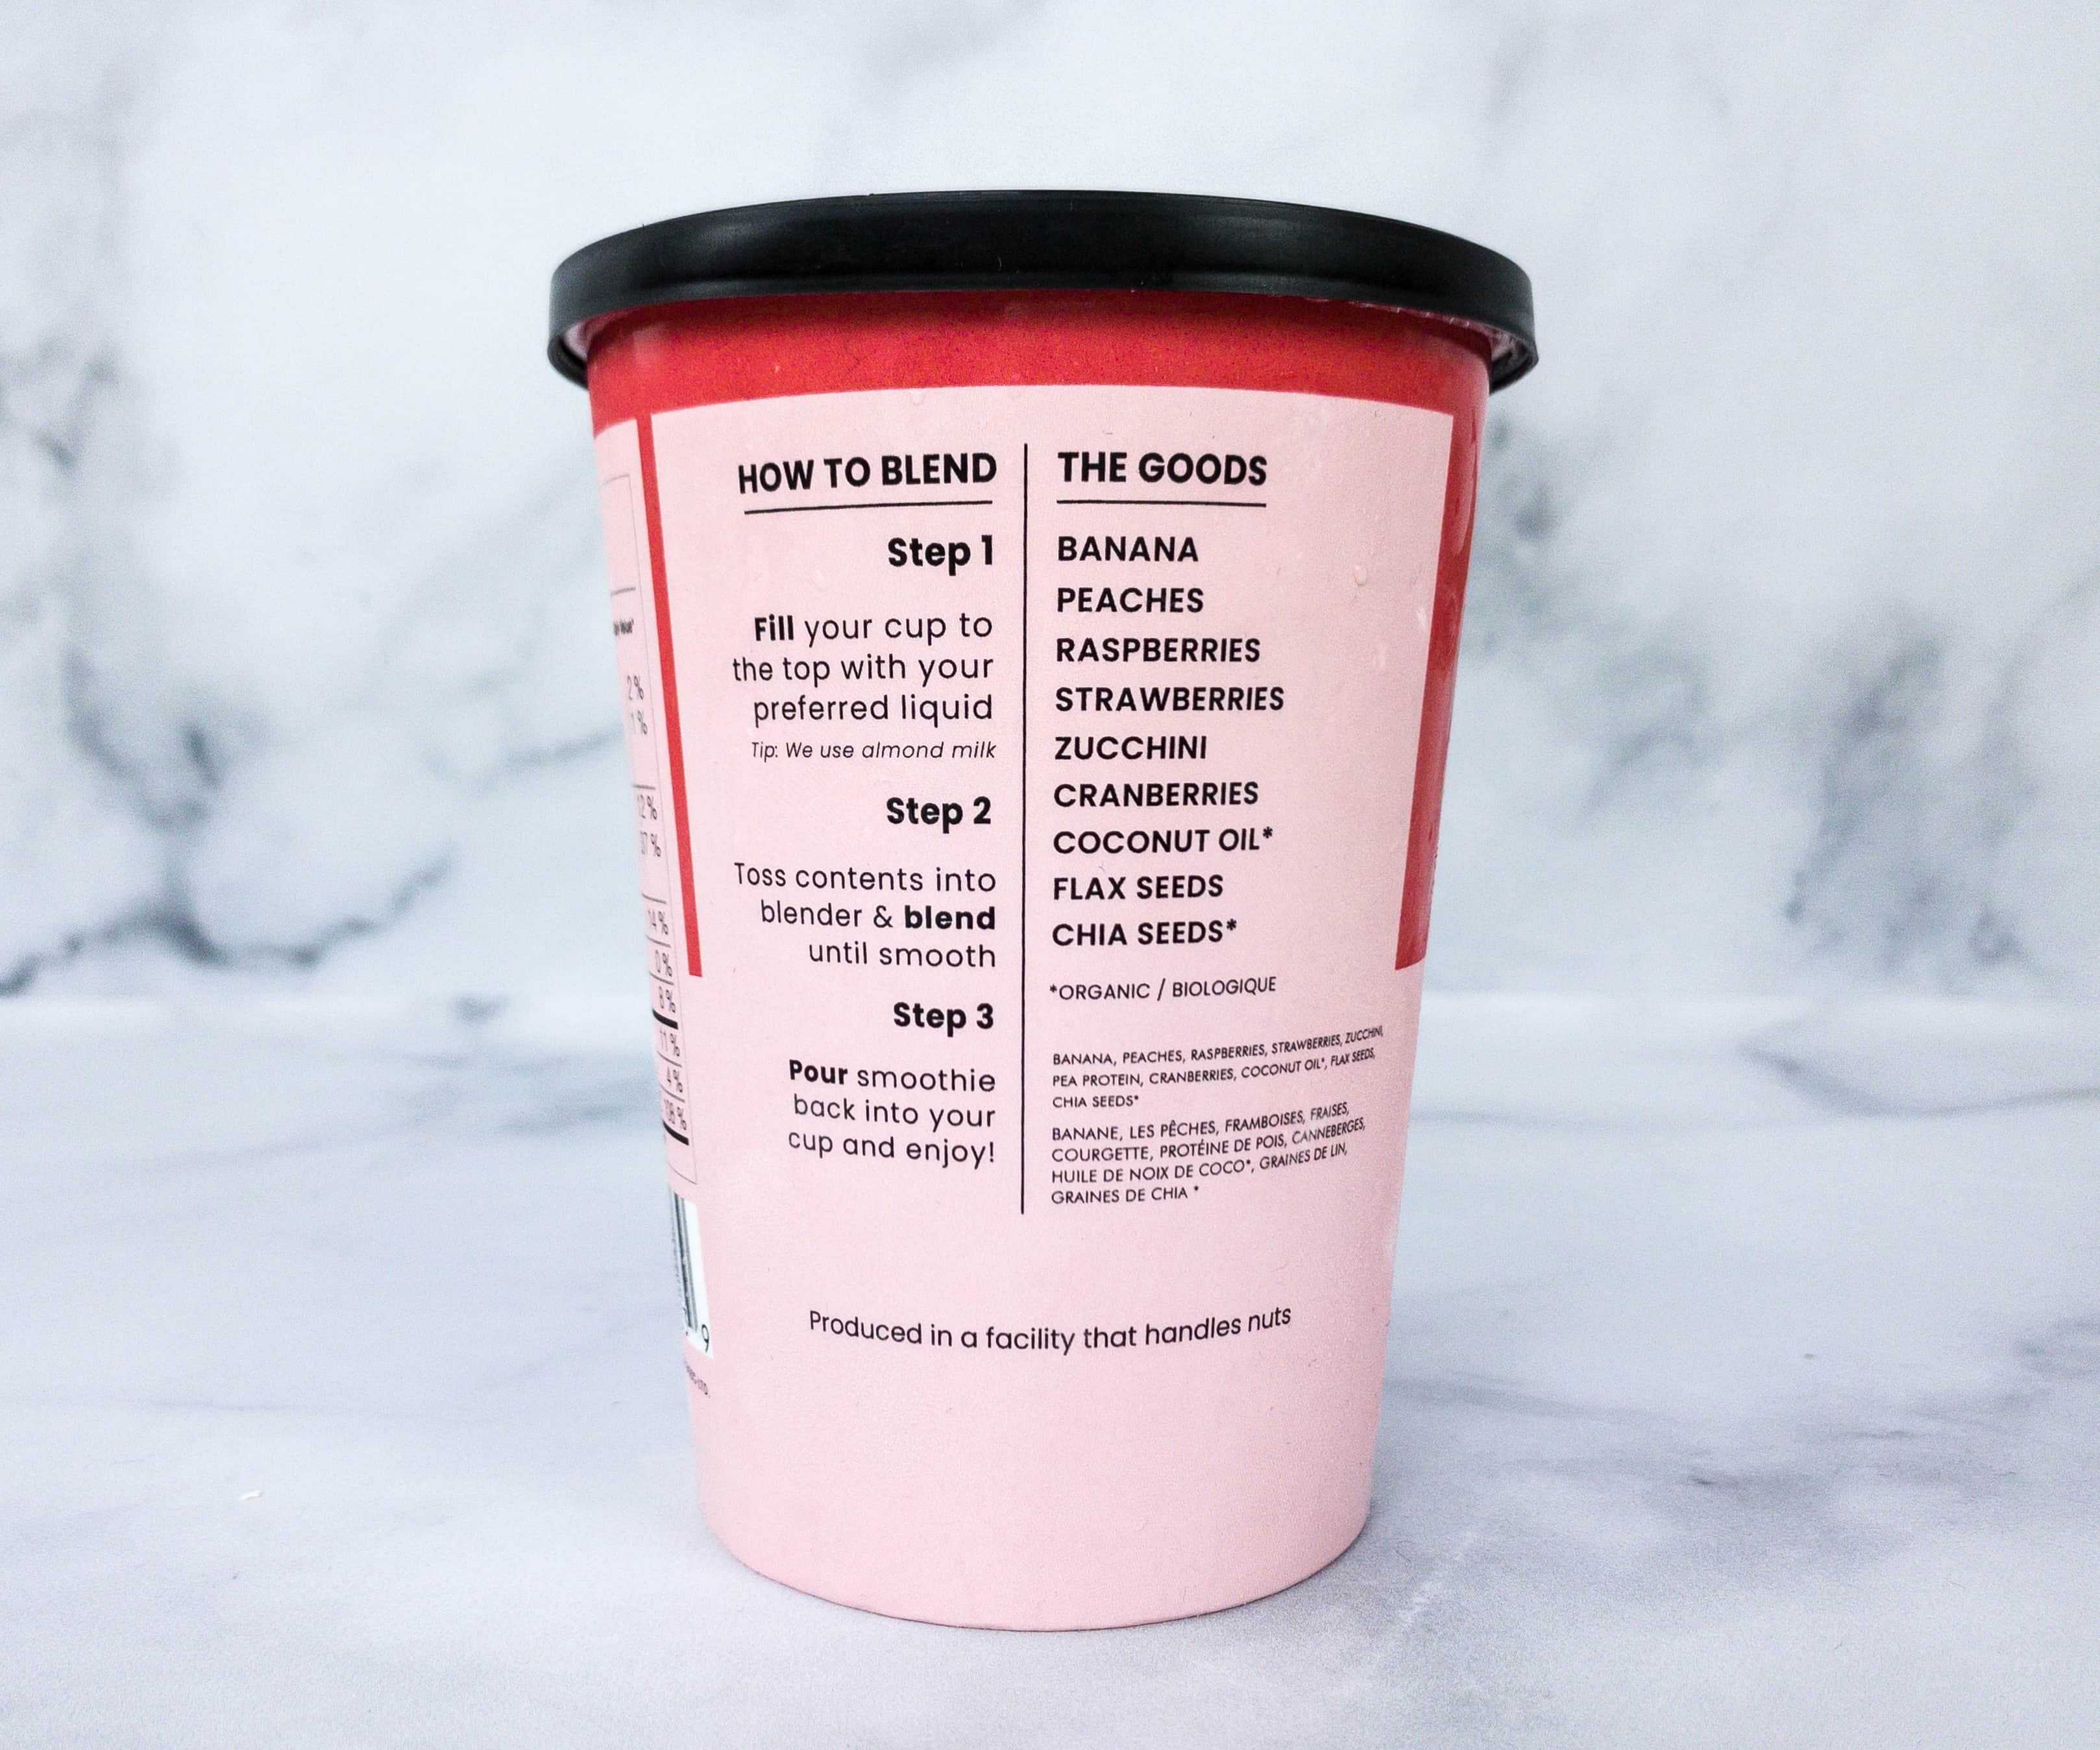 HOW TO BLEND
Step 1
Fill your cup to
the top with your
preferred liquid
Tip: We use almond milk
Step 2
Toss contents into
blender & blend
until smooth
Step 3
Pour smoothie
back into your
cup and enjoy!
THE GOODS
BANANA
PEACHES
RASPBERRIES
STRAWBERRIES
ZUCCHINI
CRANBERRIES
COCONUT OIL*
FLAX SEEDS
CHIA SEEDS*
*ORGANIC / BIOLOGIQUE
BANANA, PEACHES, RASPBERRIES, STRAWBERRIES, ZUCCHINI,
PEA PROTEIN, CRANBERRIES, COCONUT OIL*, FLAX SEEDS,
CHIA SEEDS*
BANANE, LES PÊCHES, FRAMBOISES, FRAISES,
COURGETTE, PROTÉINE DE POIS, CANNEBERGES,
HUILE DE NOIX DE COCO*, GRAINES DE LIN,
GRAINES DE CHIA *
Produced in a facility that handles nuts
2%
1%
14%
9